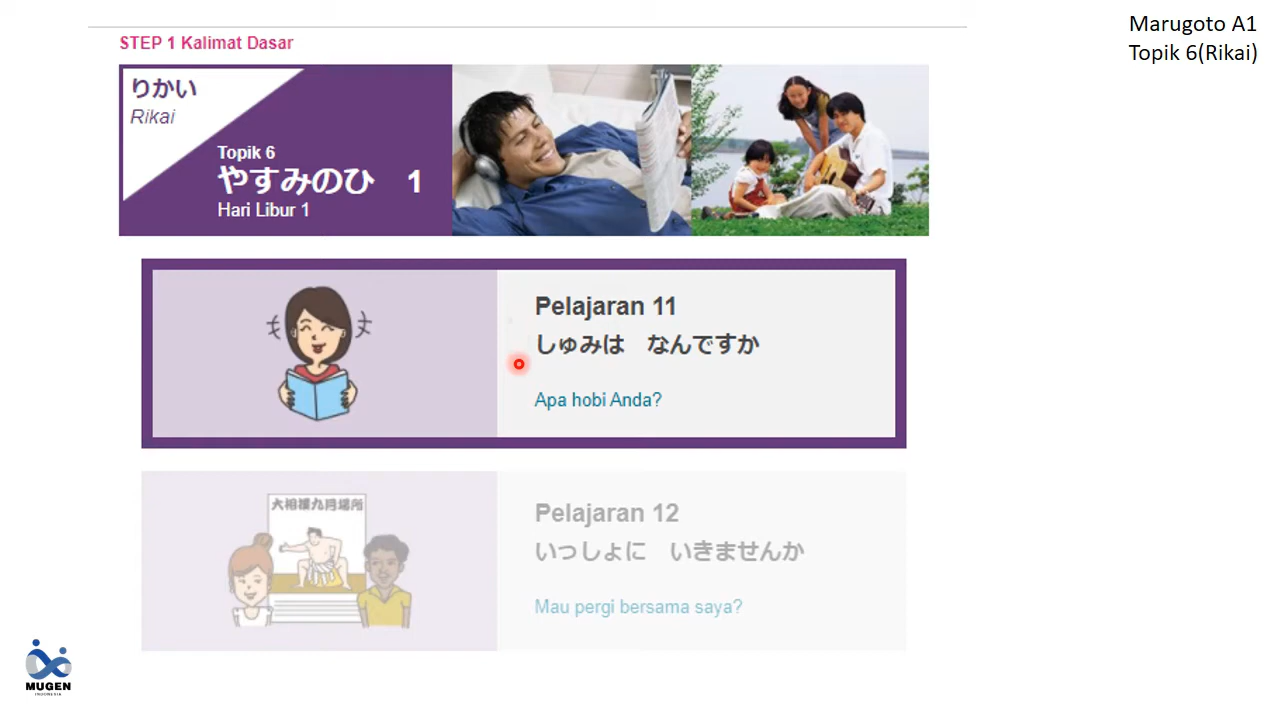 Marugoto A1
Topik 6(Rikai)
STEP 1 Kalimat Dasar
りかい
Rikai
Topik 6
やすみのひ 1
Hari Libur 1
Pelajaran 11
しゅみは なんですか
Apa hobi Anda?
大相撲九月場所
Pelajaran 12
いっしょに いきませんか
Mau pergi bersama saya?
MUGEN
INDONESIA